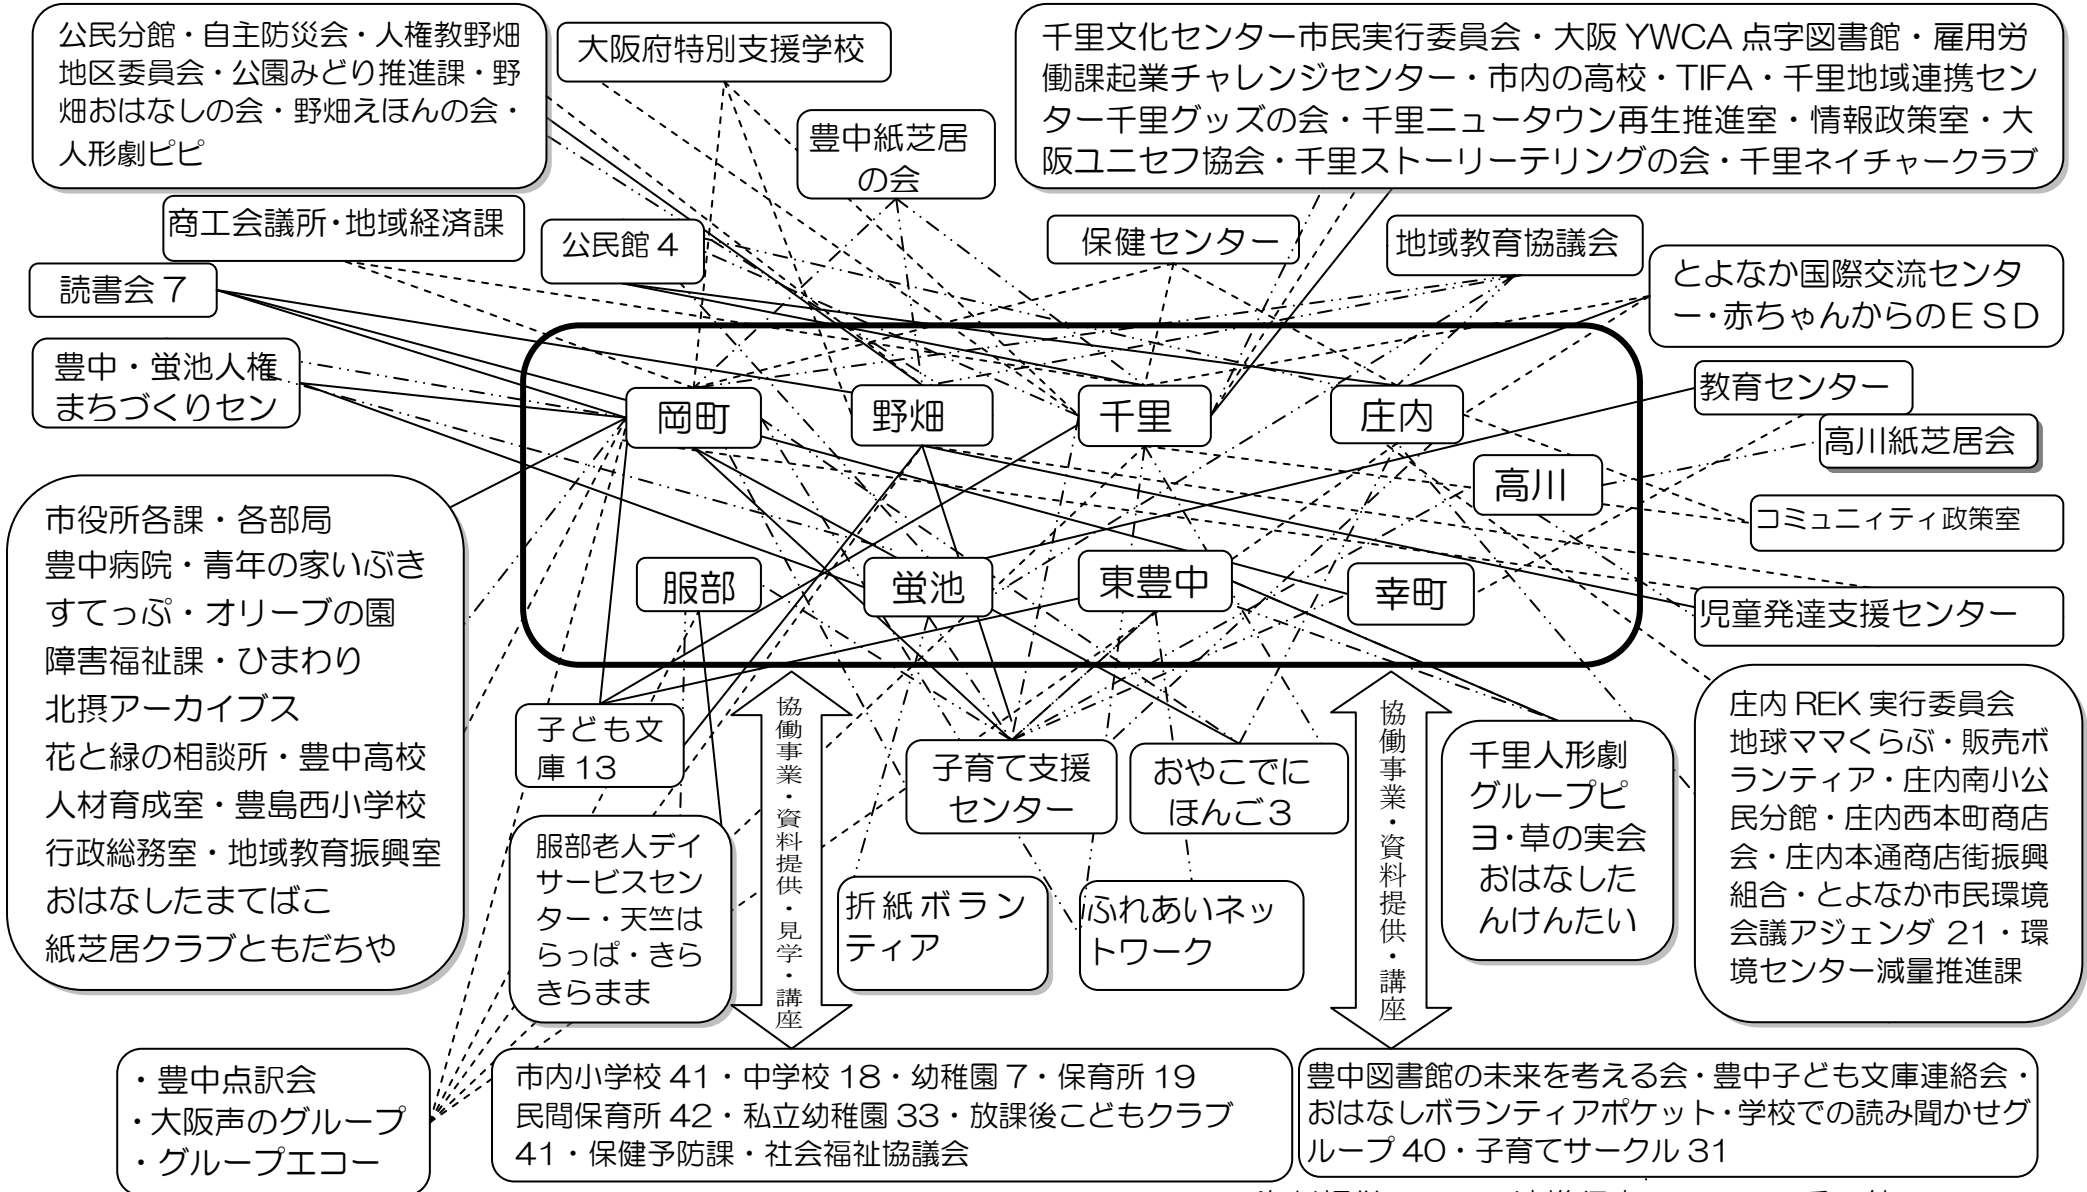 公民分館・自主防災会・人権教野畑
地区委員会・公園みどり推進課・野
畑おはなしの会・野畑えほんの会・
人形劇ピピ
大阪府特別支援学校
豊中紙芝居
の会
千里文化センター市民実行委員会・大阪 YWCA 点字図書館・雇用労
働課起業チャレンジセンター・市内の高校・TIFA・千里地域連携セン
ター千里グッズの会・千里ニュータウン再生推進室・情報政策室・大
阪ユニセフ協会・千里ストーリーテリングの会・千里ネイチャークラブ
商工会議所・地域経済課
公民館 4
保健センター
地域教育協議会
とよなか国際交流センタ
ー・赤ちゃんからのＥＳＤ
読書会 7
豊中・蛍池人権
まちづくりセン
岡町
野畑
千里
庄内
高川
服部
蛍池
東豊中
幸町
教育センター
高川紙芝居会
コミュニィティ政策室
児童発達支援センター
市役所各課・各部局
豊中病院・青年の家いぶき
すてっぷ・オリーブの園
障害福祉課・ひまわり
北摂アーカイブス
花と緑の相談所・豊中高校
人材育成室・豊島西小学校
行政総務室・地域教育振興室
おはなしたまてばこ
紙芝居クラブともだちや
子ども文
庫 13
協働事業・資料提供・見学・講座
子育て支援
センター
おやこでに
ほんご３
協働事業・資料提供・講座
千里人形劇
グループピ
ヨ・草の実会
おはなした
んけんたい
庄内 REK 実行委員会
地球ママくらぶ・販売ボ
ランティア・庄内南小公
民分館・庄内西本町商店
会・庄内本通商店街振興
組合・とよなか市民環境
会議アジェンダ 21・環
境センター減量推進課
服部老人デイ
サービスセン
ター・天竺は
らっぱ・きら
きらまま
折紙ボラン
ティア
ふれあいネッ
トワーク
・豊中点訳会
・大阪声のグループ
・グループエコー
市内小学校 41・中学校 18・幼稚園 7・保育所 19
民間保育所 42・私立幼稚園 33・放課後こどもクラブ
41・保健予防課・社会福祉協議会
豊中図書館の未来を考える会・豊中子ども文庫連絡会・
おはなしボランティアポケット・学校での読み聞かせグ
ループ 40・子育てサークル 31